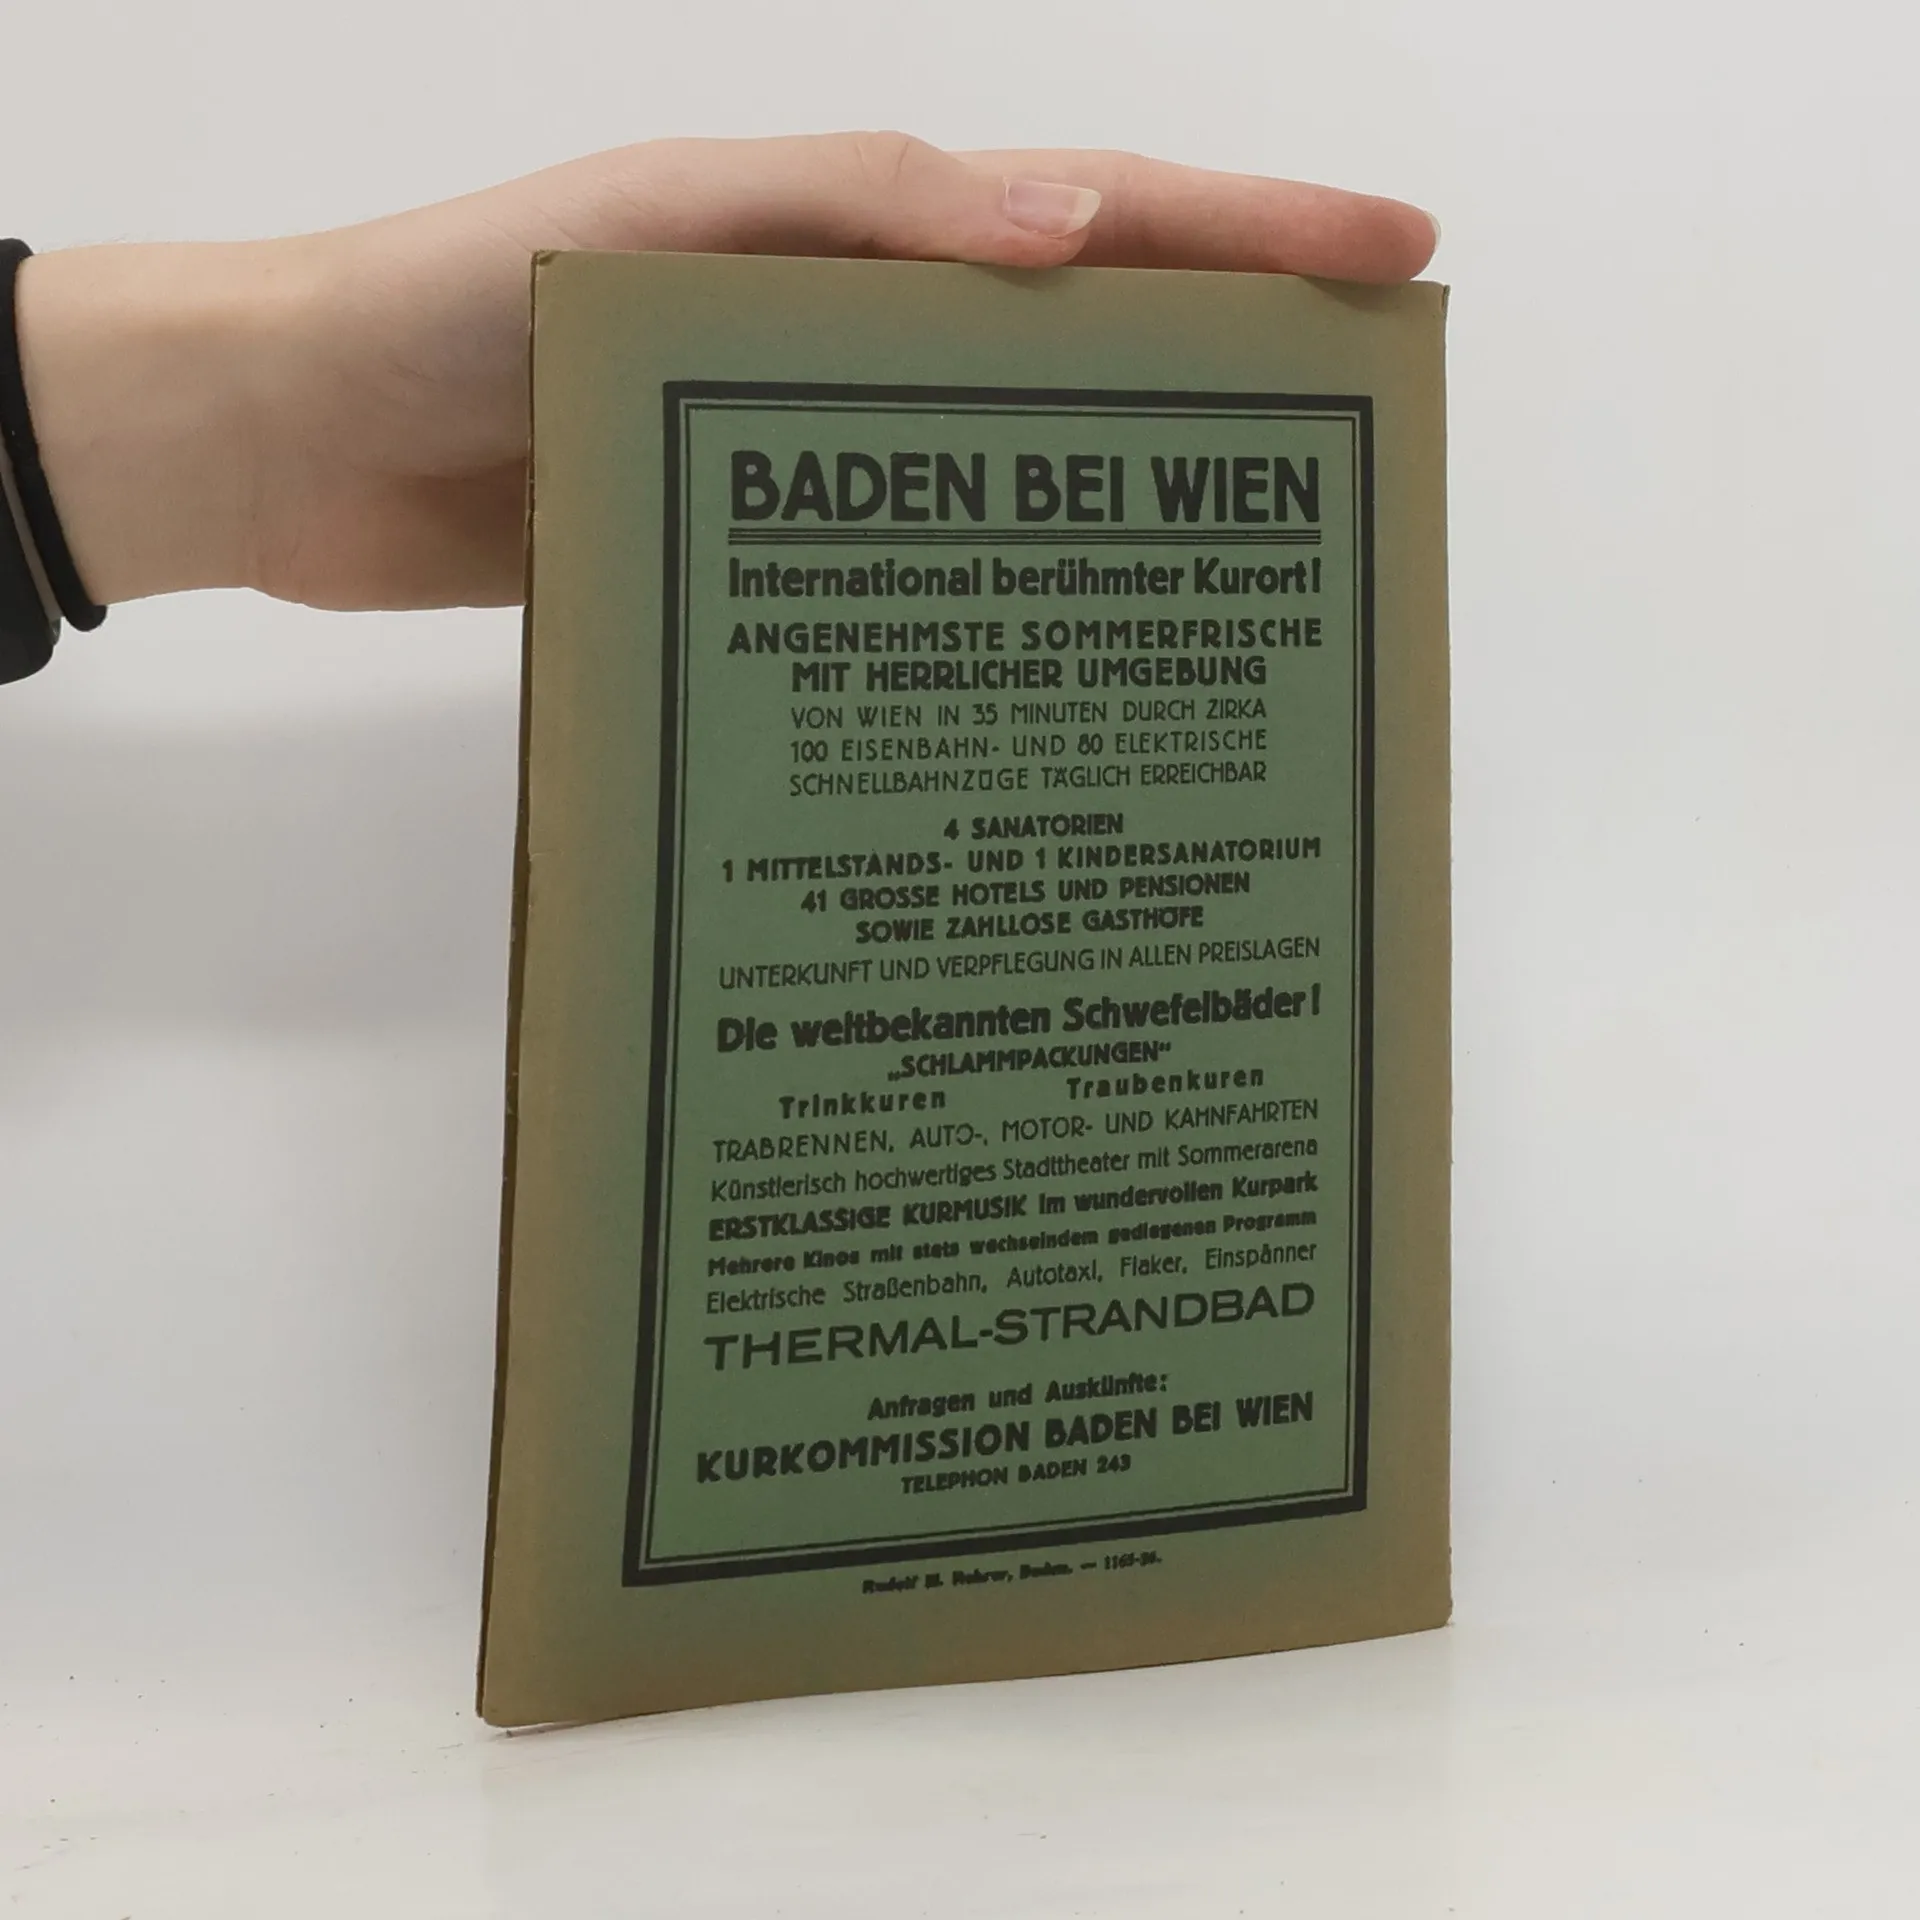 BADEN BEI WIEN
International berühmter Kurort!
ANGENEHMSTE SOMMERFRISCHE
MIT HERRLICHER UMGEBUNG
VON WIEN IN 35 MINUTEN DURCH ZIRKA
100 EISENBAHN- UND 80 ELEKTRISCHE
SCHNELLBAHNZÜGE TÄGLICH ERREICHBAR
4 SANATORIEN
1 MITTELSTANDS- UND 1 KINDERSANATORIUM
41 GROSSE HOTELS UND PENSIONEN
SOWIE ZAHLLOSE GASTHÖFE
UNTERKUNFT UND VERPFLEGUNG IN ALLEN PREISLAGEN
Die weltbekannten Schwefelbäder!
„SCHLAMMPACKUNGEN“
Trinkkuren Traubenkuren
TRABRENNEN, AUTO-, MOTOR- UND KAHNFAHRTEN
Künstlerisch hochwertiges Stadttheater mit Sommerarena
ERSTKLASSIGE KURMUSIK im wundervollen Kurpark
Mehrere Kinos mit stets wechselndem gediegenen Programm
Elektrische Straßenbahn, Autotaxi, Fiaker, Einspänner
THERMAL-STRANDBAD
Anfragen und Auskünfte:
KURKOMMISSION BADEN BEI WIEN
TELEPHON BADEN 243
Rudolf M. Rohrer, — 1165-